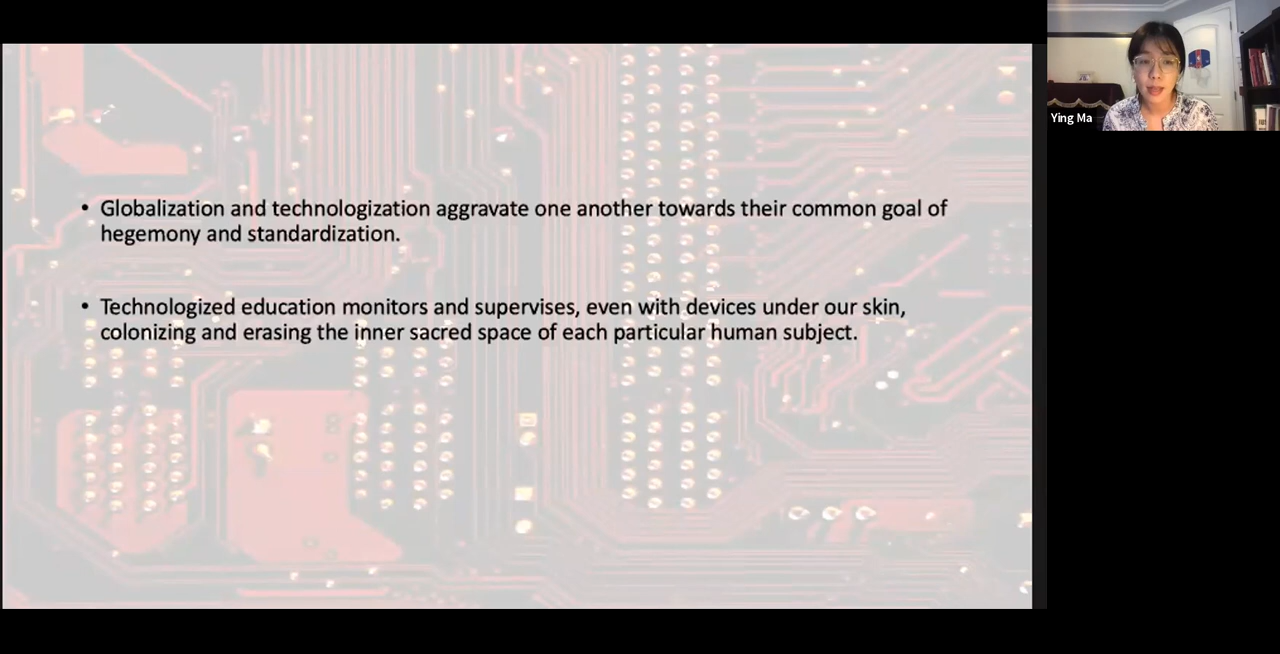 Globalization and technologization aggravate one another towards their common goal of
hegemony and standardization.
Technologized education monitors and supervises, even with devices under our skin,
colonizing and erasing the inner sacred space of each particular human subject.
Ying Ma